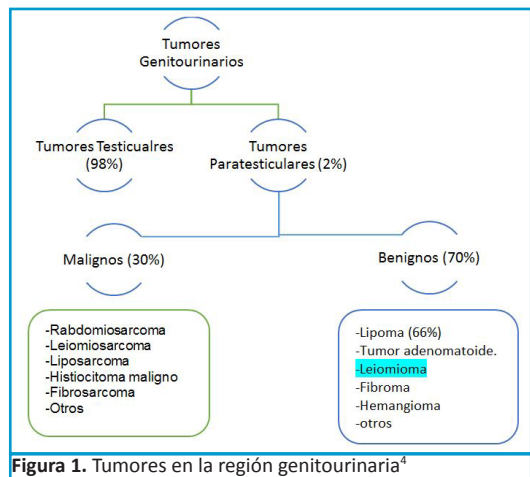 Tumores
Genitourinarios
Tumores Testicualres
(98%)
Tumores
Paratesticulares (2%)
Malignos (30%)
Benignos (70%)
-Rabdomiosarcoma
-Leiomiosarcoma
-Liposarcoma
-Histiocitoma maligno
-Fibrosarcoma
-Otros
-Lipoma (66%)
-Tumor adenomatoide.
-Leiomioma
-Fibroma
-Hemangioma
-otros
Figura 1. Tumores en la región genitourinaria⁴